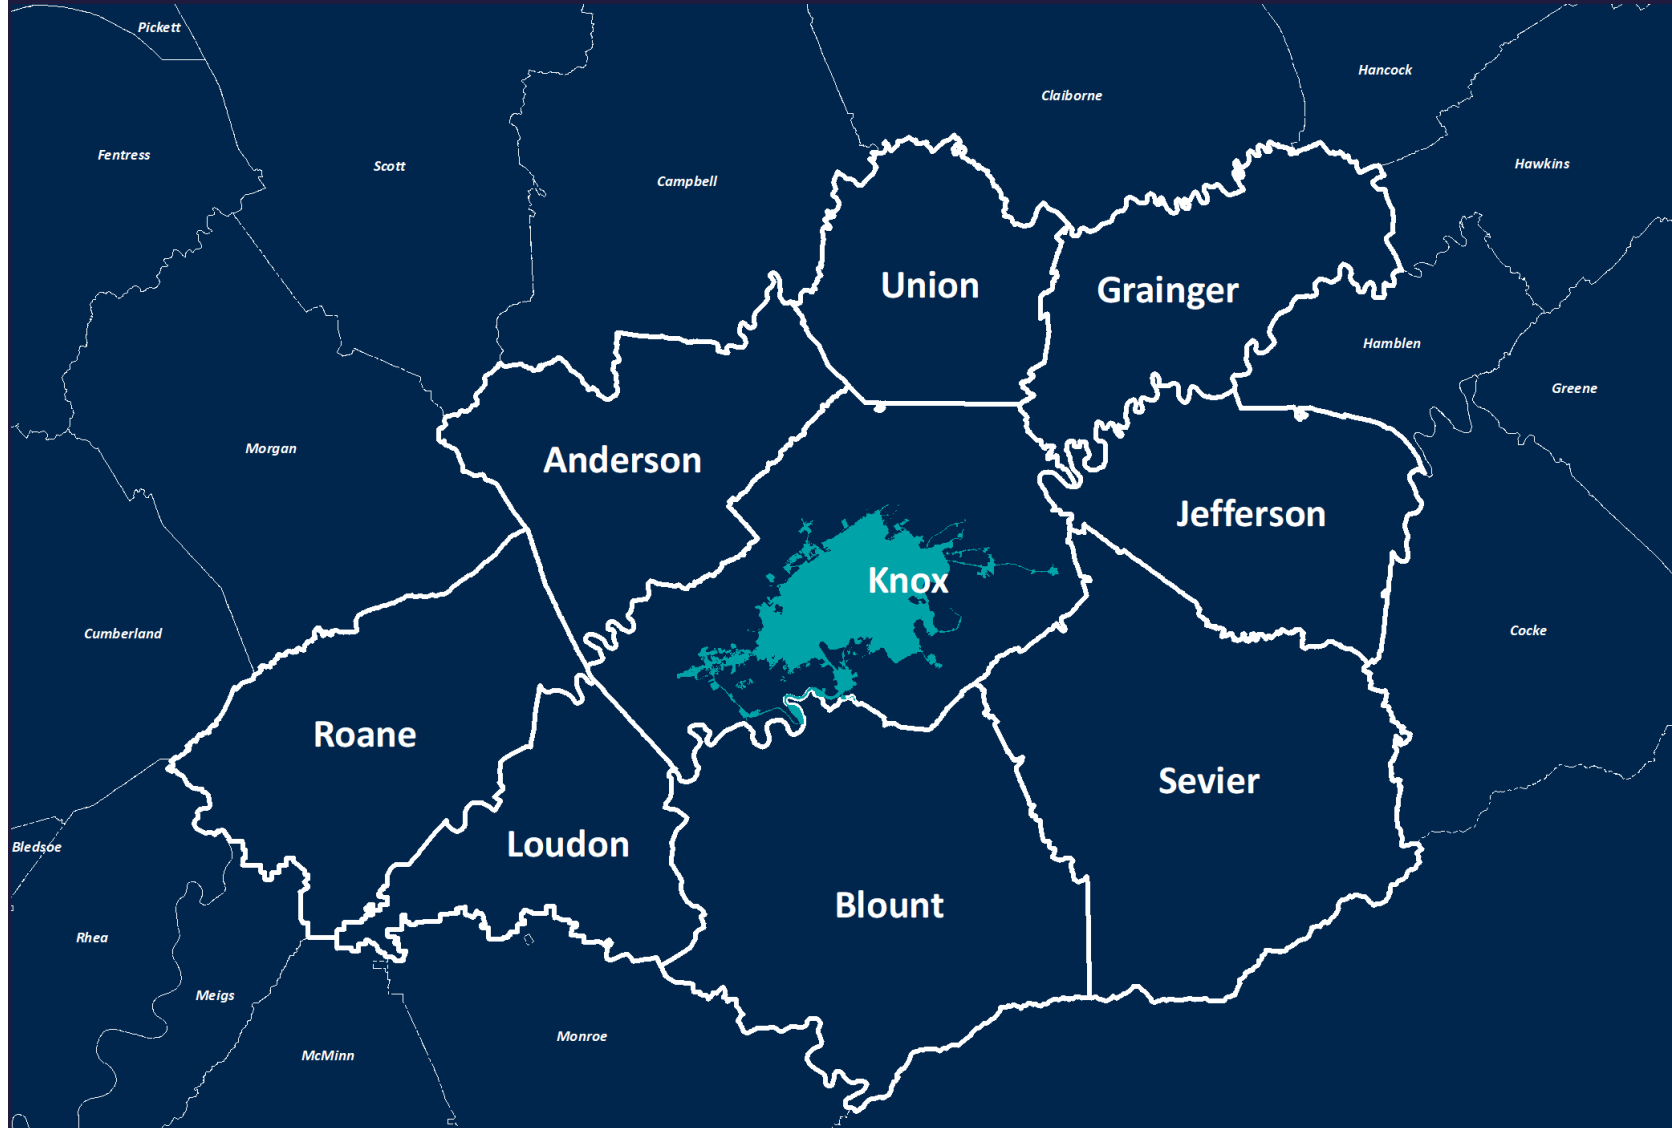 Pickett
Hancock
Claiborne
Fentress
Scott
Hawkins
Campbell
Union
Grainger
Hamblen
Greene
Morgan
Anderson
Jefferson
Knox
Cumberland
Cocke
Roane
Sevier
Loudon
Bledsoe
Blount
Rhea
Meigs
Monroe
McMinn